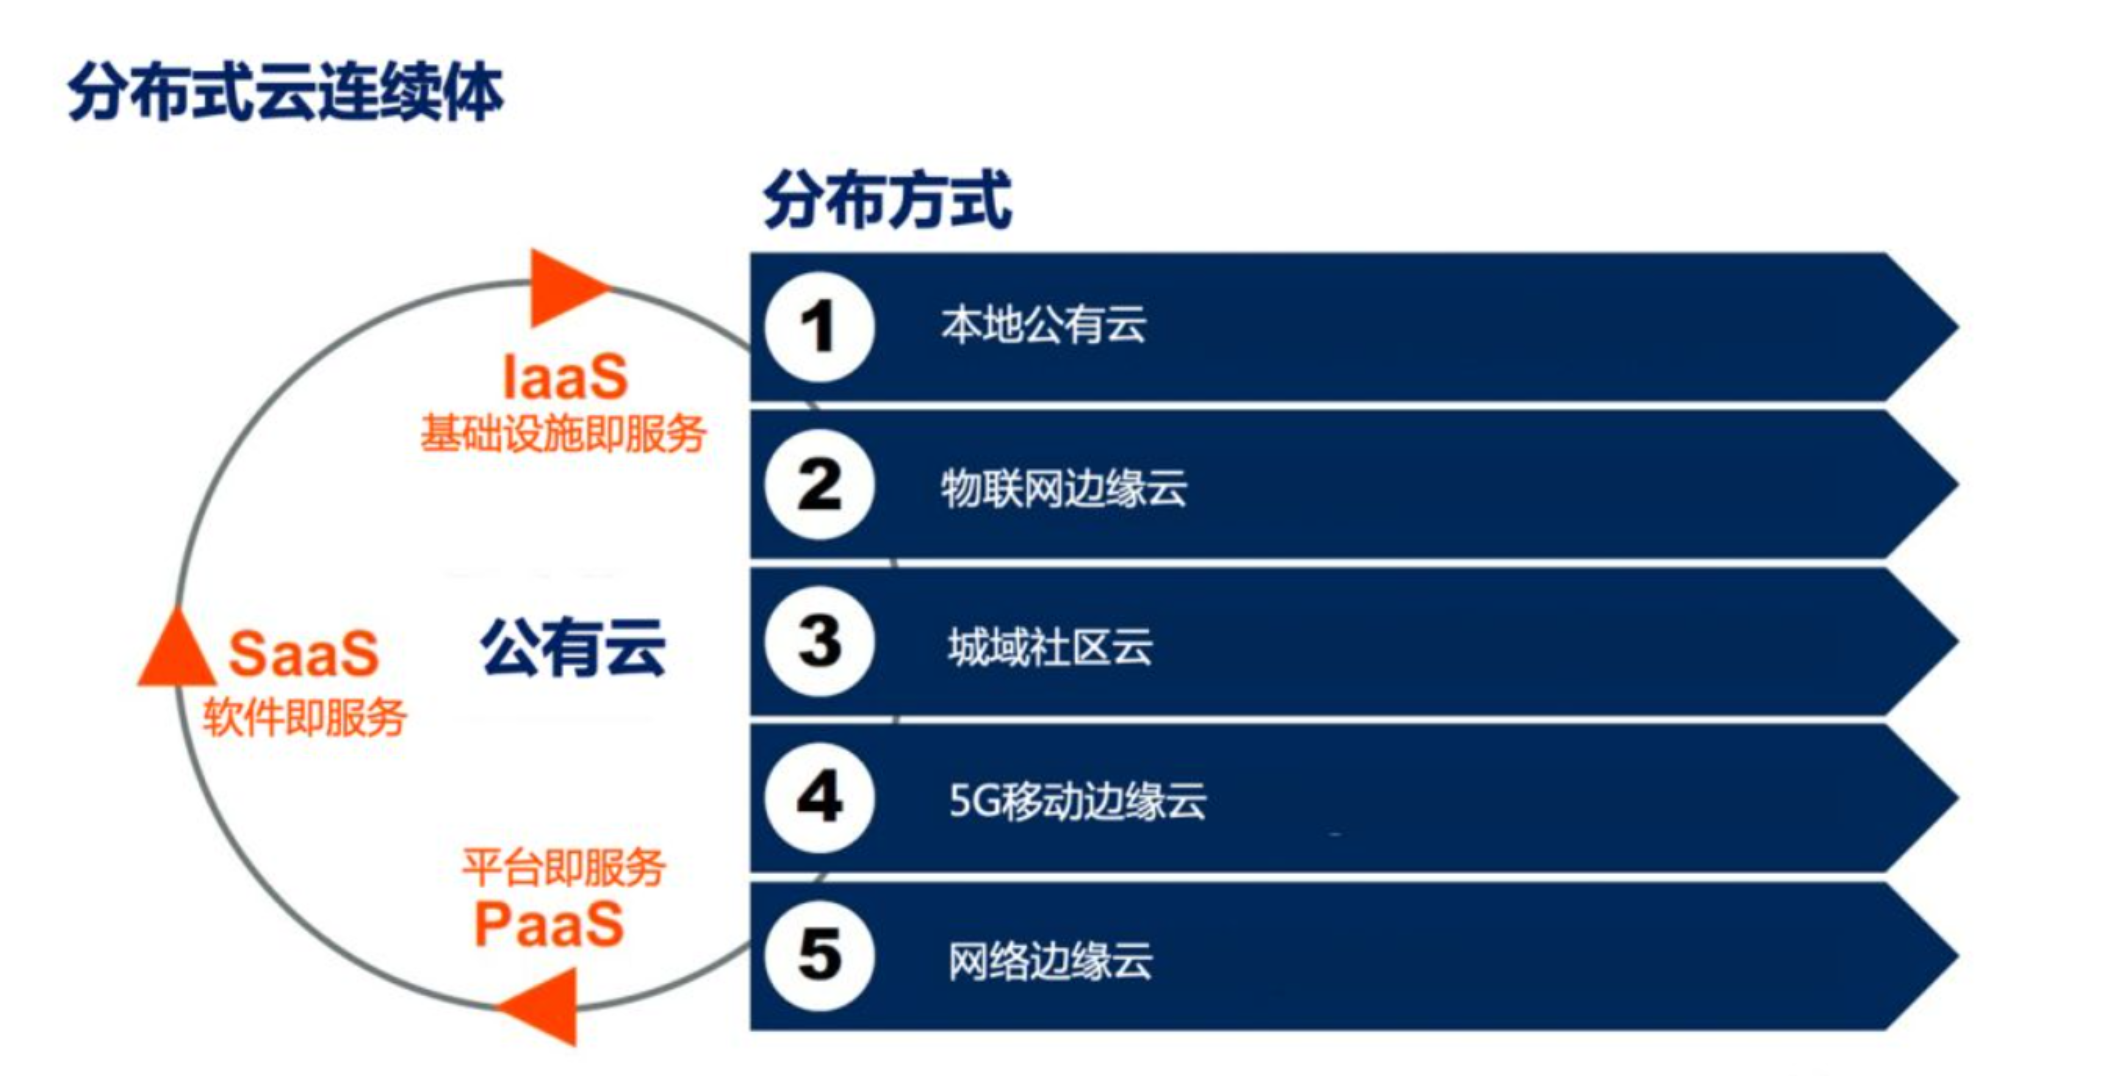 分布式云连续体
分布方式
IaaS
基础设施即服务
SaaS
软件即服务
公有云
平台即服务
PaaS
1 本地公有云
2 物联网边缘云
3 城域社区云
4 5G移动边缘云
5 网络边缘云